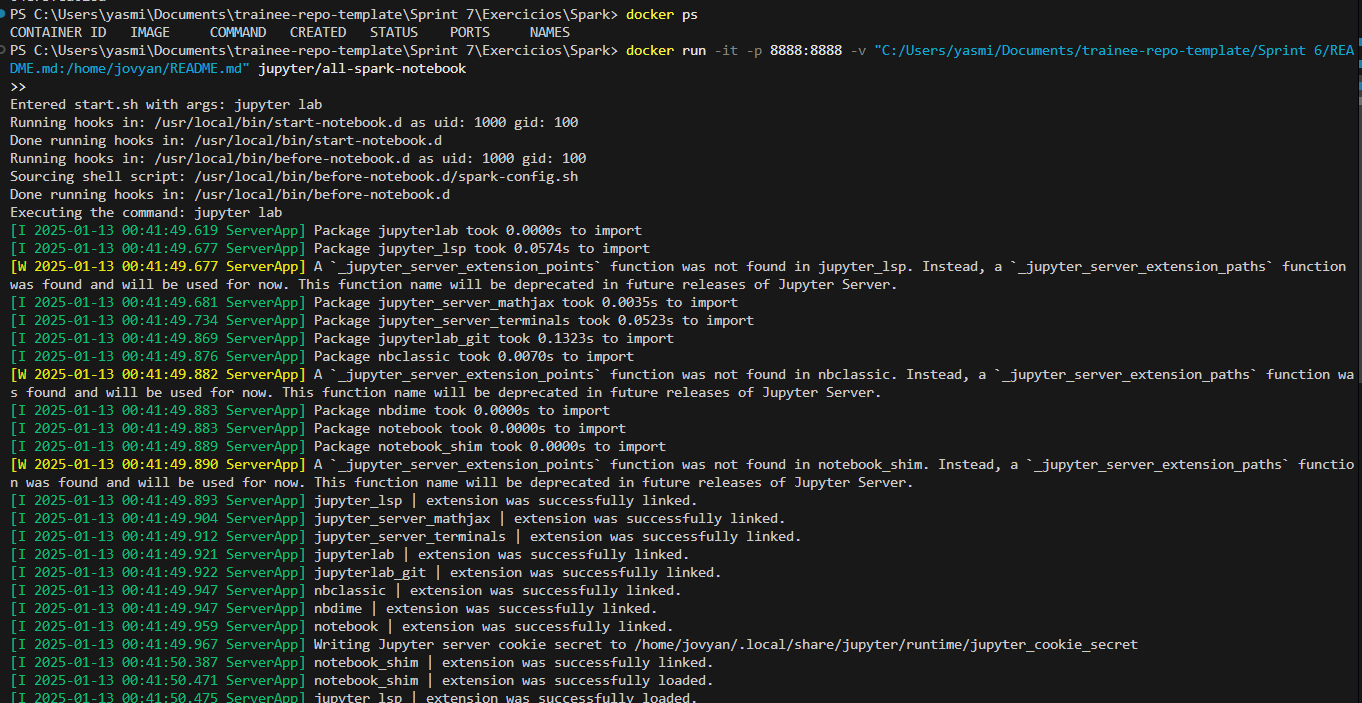 PS C:\Users\yasmi\Documents\trainee-repo-template\Sprint 7\Exercicios\Spark> docker ps
CONTAINER ID   IMAGE     COMMAND   CREATED   STATUS    PORTS     NAMES
PS C:\Users\yasmi\Documents\trainee-repo-template\Sprint 7\Exercicios\Spark> docker run -it -p 8888:8888 -v "C:/Users/yasmi/Documents/trainee-repo-template/Sprint 6/REA
DME.md:/home/jovyan/README.md" jupyter/all-spark-notebook
>>
Entered start.sh with args: jupyter lab
Running hooks in: /usr/local/bin/start-notebook.d as uid: 1000 gid: 100
Done running hooks in: /usr/local/bin/start-notebook.d
Running hooks in: /usr/local/bin/before-notebook.d as uid: 1000 gid: 100
Sourcing shell script: /usr/local/bin/before-notebook.d/spark-config.sh
Done running hooks in: /usr/local/bin/before-notebook.d
Executing the command: jupyter lab
[I 2025-01-13 00:41:49.619 ServerApp] Package jupyterlab took 0.0000s to import
[I 2025-01-13 00:41:49.677 ServerApp] Package jupyter_lsp took 0.0574s to import
[W 2025-01-13 00:41:49.677 ServerApp] A `_jupyter_server_extension_points` function was not found in jupyter_lsp. Instead, a `_jupyter_server_extension_paths` function
was found and will be used for now. This function name will be deprecated in future releases of Jupyter Server.
[I 2025-01-13 00:41:49.681 ServerApp] Package jupyter_server_mathjax took 0.0035s to import
[I 2025-01-13 00:41:49.734 ServerApp] Package jupyter_server_terminals took 0.0523s to import
[I 2025-01-13 00:41:49.869 ServerApp] Package jupyterlab_git took 0.1323s to import
[I 2025-01-13 00:41:49.876 ServerApp] Package nbclassic took 0.0070s to import
[W 2025-01-13 00:41:49.882 ServerApp] A `_jupyter_server_extension_points` function was not found in nbclassic. Instead, a `_jupyter_server_extension_paths` function wa
s found and will be used for now. This function name will be deprecated in future releases of Jupyter Server.
[I 2025-01-13 00:41:49.883 ServerApp] Package nbdime took 0.0000s to import
[I 2025-01-13 00:41:49.883 ServerApp] Package notebook took 0.0000s to import
[I 2025-01-13 00:41:49.889 ServerApp] Package notebook_shim took 0.0000s to import
[W 2025-01-13 00:41:49.890 ServerApp] A `_jupyter_server_extension_points` function was not found in notebook_shim. Instead, a `_jupyter_server_extension_paths` functio
n was found and will be used for now. This function name will be deprecated in future releases of Jupyter Server.
[I 2025-01-13 00:41:49.893 ServerApp] jupyter_lsp | extension was successfully linked.
[I 2025-01-13 00:41:49.904 ServerApp] jupyter_server_mathjax | extension was successfully linked.
[I 2025-01-13 00:41:49.912 ServerApp] jupyter_server_terminals | extension was successfully linked.
[I 2025-01-13 00:41:49.921 ServerApp] jupyterlab | extension was successfully linked.
[I 2025-01-13 00:41:49.922 ServerApp] jupyterlab_git | extension was successfully linked.
[I 2025-01-13 00:41:49.947 ServerApp] nbclassic | extension was successfully linked.
[I 2025-01-13 00:41:49.947 ServerApp] nbdime | extension was successfully linked.
[I 2025-01-13 00:41:49.959 ServerApp] notebook | extension was successfully linked.
[I 2025-01-13 00:41:49.967 ServerApp] Writing Jupyter server cookie secret to /home/jovyan/.local/share/jupyter/runtime/jupyter_cookie_secret
[I 2025-01-13 00:41:50.387 ServerApp] notebook_shim | extension was successfully linked.
[I 2025-01-13 00:41:50.471 ServerApp] notebook_shim | extension was successfully loaded.
[I 2025-01-13 00:41:50.475 ServerApp] jupyter_lsp | extension was successfully loaded.